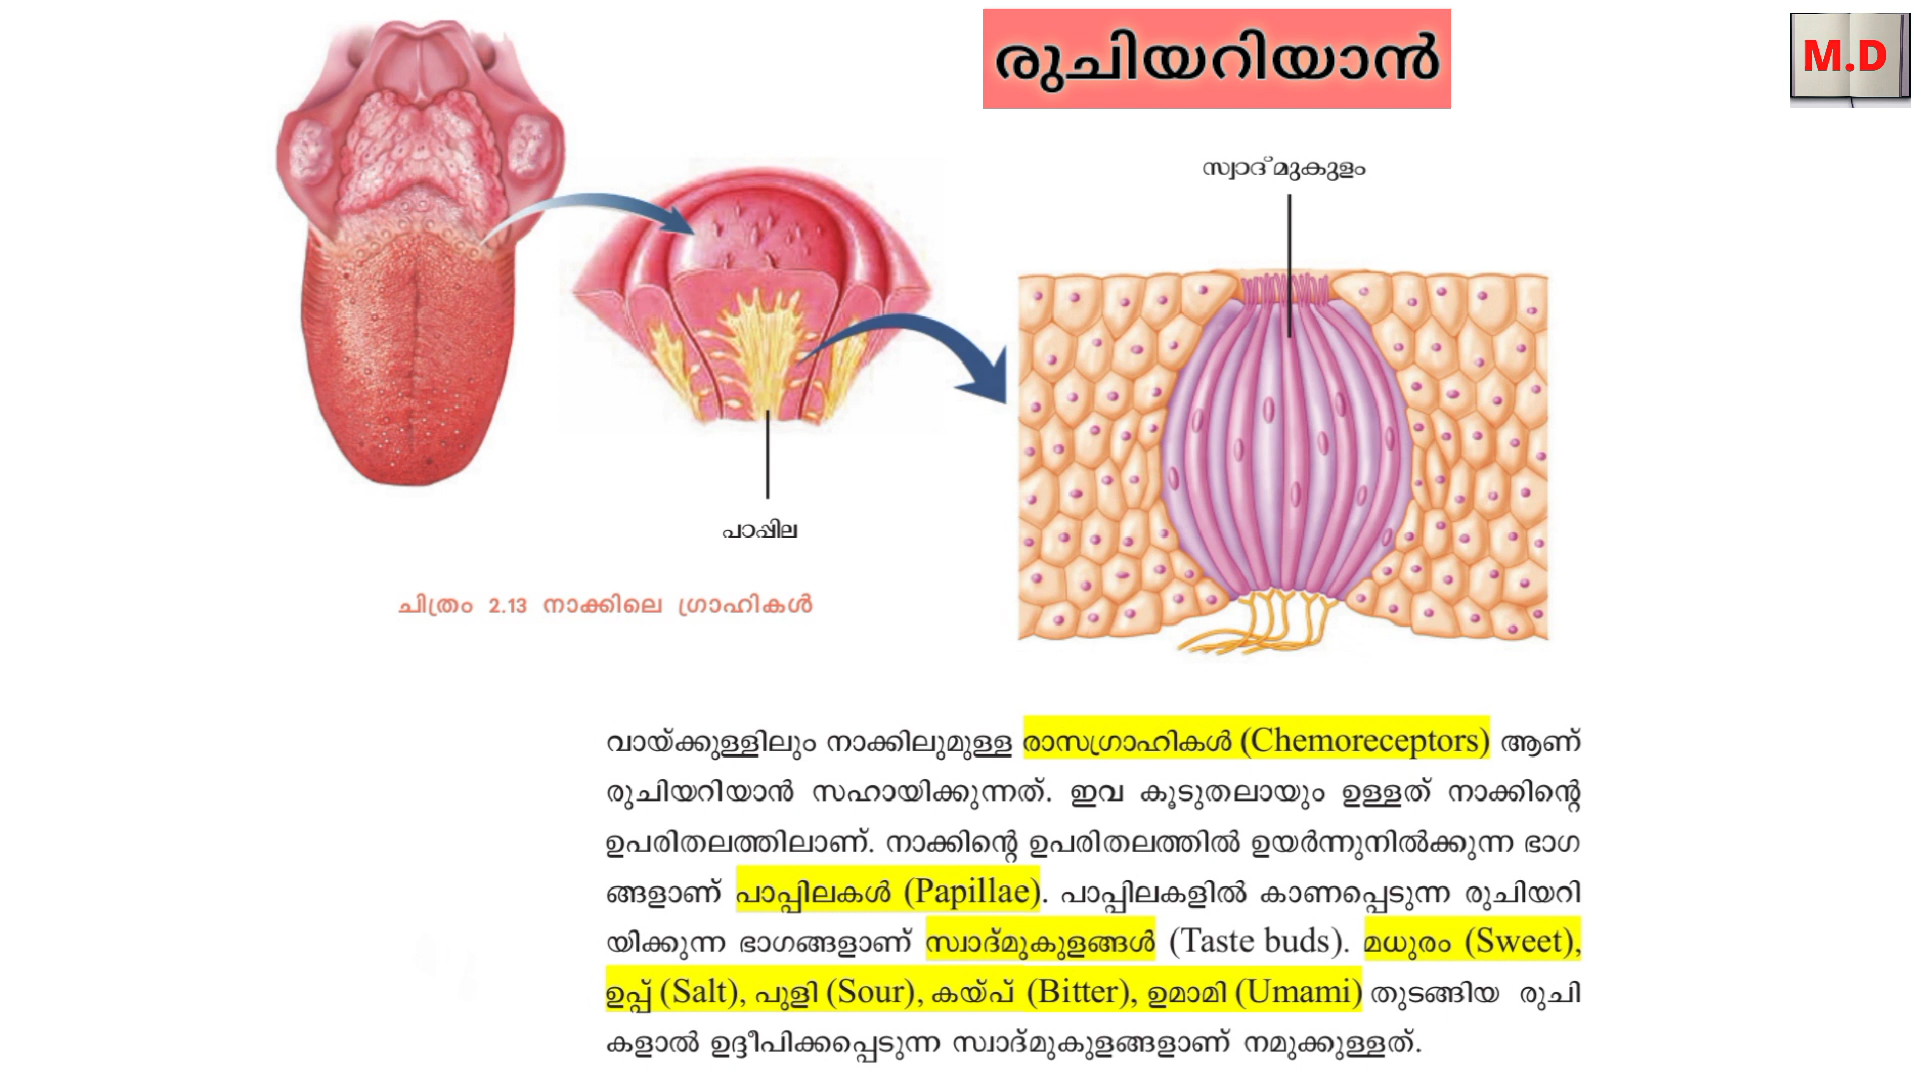 രുചിയറിയാൻ
M.D
സ്വാദ്മുകുളം
പാപ്പില
ചിത്രം 2.13 നാക്കിലെ ഗ്രാഹികൾ
വായ്ക്കുള്ളിലും നാക്കിലുമുള്ള രാസഗ്രാഹികൾ (Chemoreceptors) ആണ്
രുചിയറിയാൻ സഹായിക്കുന്നത്. ഇവ കൂടുതലായും ഉള്ളത് നാക്കിന്റെ
ഉപരിതലത്തിലാണ്. നാക്കിന്റെ ഉപരിതലത്തിൽ ഉയർന്നുനിൽക്കുന്ന ഭാഗ
ങ്ങളാണ് പാപ്പിലകൾ (Papillae). പാപ്പിലകളിൽ കാണപ്പെടുന്ന രുചിയറി
യിക്കുന്ന ഭാഗങ്ങളാണ് സ്വാദ്മുകുളങ്ങൾ (Taste buds). മധുരം (Sweet),
ഉപ്പ് (Salt), പുളി (Sour), കയ്പ് (Bitter), ഉമാമി (Umami) തുടങ്ങിയ രുചി
കളാൽ ഉദ്ദീപിക്കപ്പെടുന്ന സ്വാദ്മുകുളങ്ങളാണ് നമുക്കുള്ളത്.